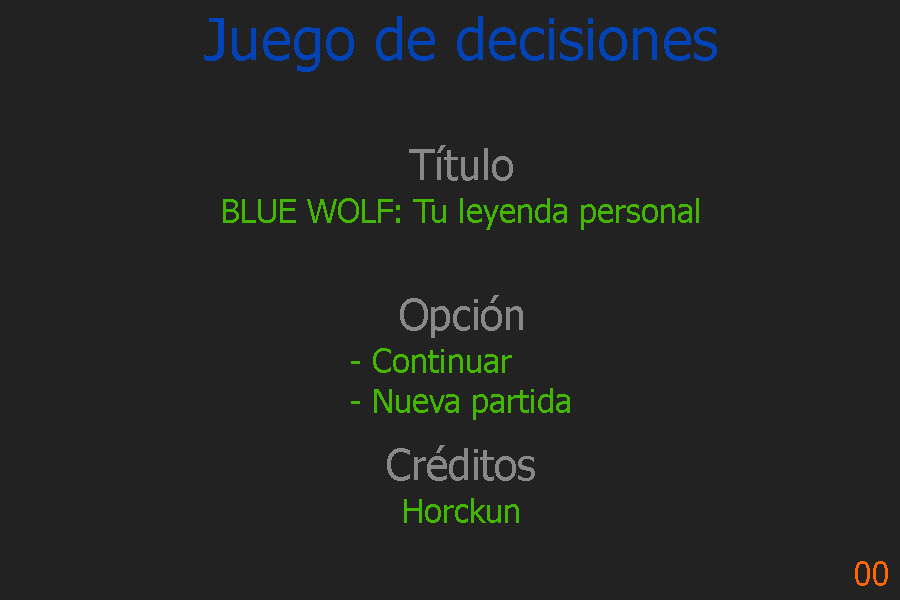 Juego de decisiones
Título
BLUE WOLF: Tu leyenda personal
Opción
- Continuar
- Nueva partida
Créditos
Horckun
00